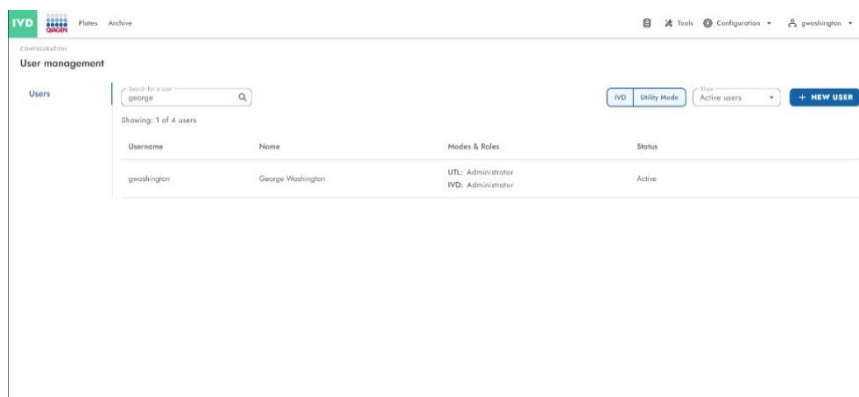 IVD QIAGEN Plates Archive Tools Configuration gwashington
CONFIGURATION
User management
Users
Search for a user
george
IVD Utility Mode
Show
Active users
+ NEW USER
Showing: 1 of 4 users
Username Name Modes & Roles Status
gwashington George Washington UTL: Administrator Active
IVD: Administrator